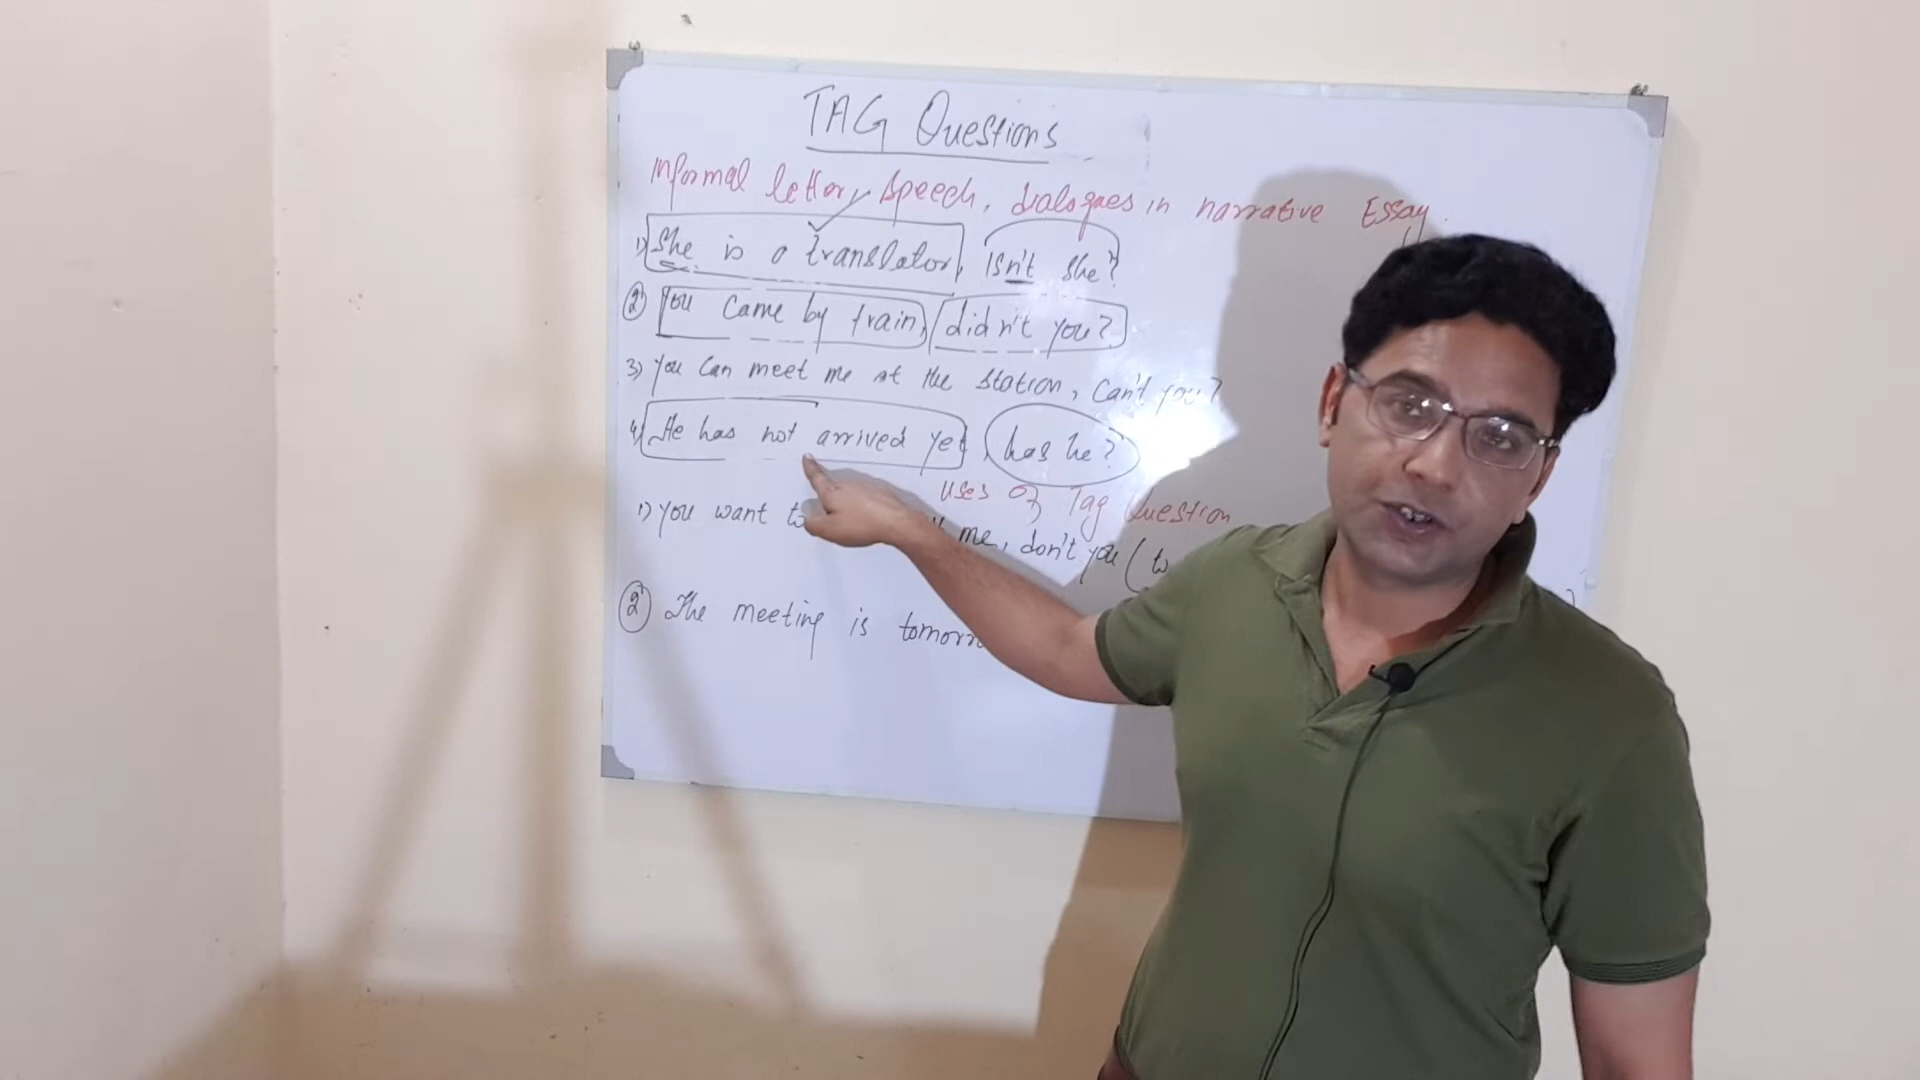 TAG Questions
Informal letter, Speech, dialogues in narrative Essay.
1) She is a translator, isn't she?
2) You came by train, didn't you?
3) You can meet me at the station, can't you?
4) He has not arrived yet, has he?
Uses of Tag Question
1) You want to me, don't you (to
2) The meeting is